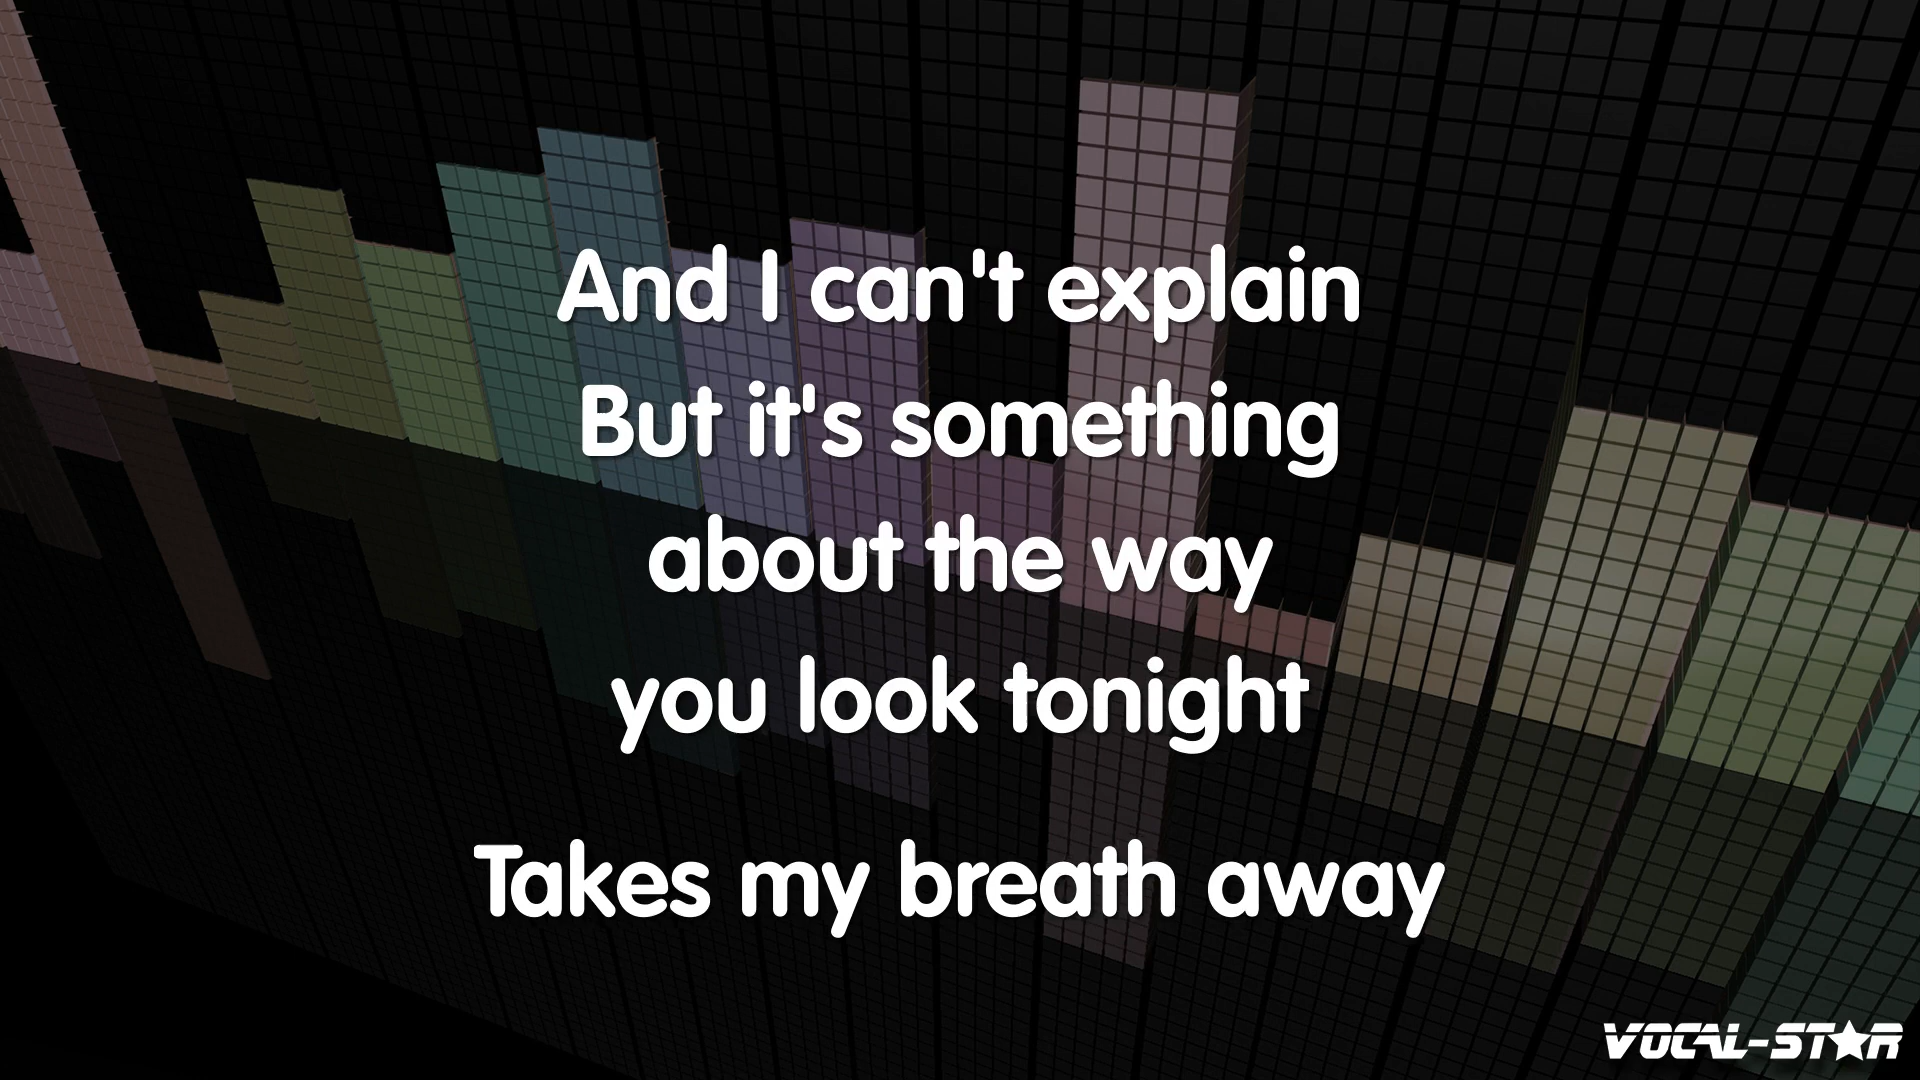 And I can't explain
But it's something
about the way
you look tonight
Takes my breath away
VOCAL-STAR